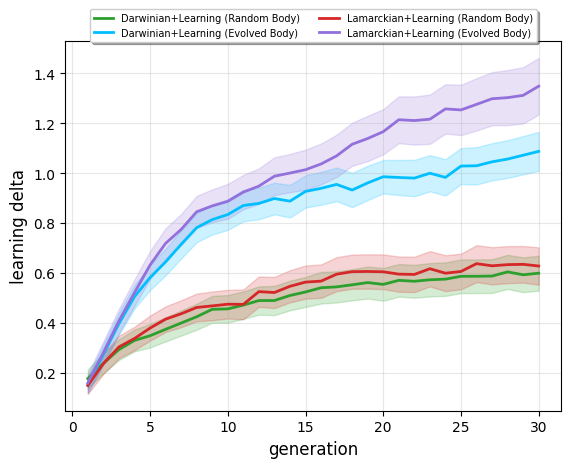 Darwinian+Learning (Random Body)
Darwinian+Learning (Evolved Body)
Lamarckian+Learning (Random Body)
Lamarckian+Learning (Evolved Body)
learning delta
1.4
1.2
1.0
0.8
0.6
0.4
0.2
0 5 10 15 20 25 30
generation